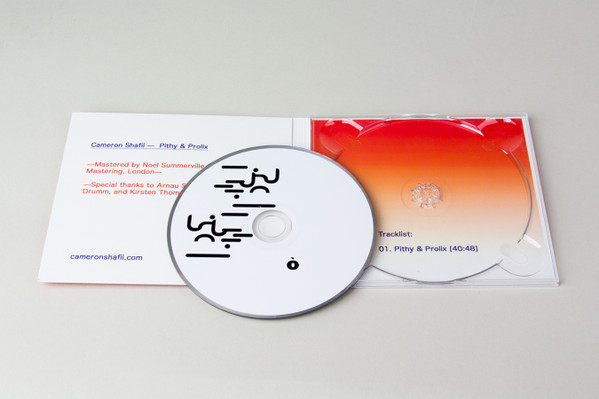 Cameron Shafii — Pithy & Prolix
—Mastered by Noel Summerville
Mastering, London—
—Special thanks to Arnau
Drumm, and Kirsten
cameronshafii.com
Tracklist:
01. Pithy & Prolix [40:48]